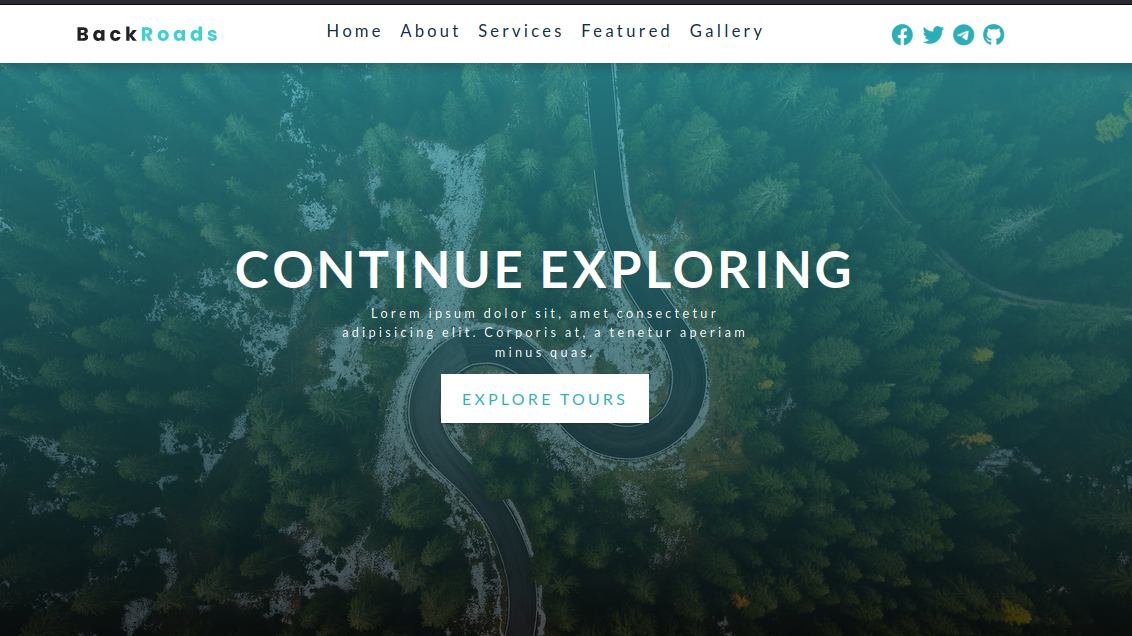 BackRoads
Home About Services Featured Gallery
CONTINUE EXPLORING
Lorem ipsum dolor sit, amet consectetur
adipisicing elit. Corporis at, a tenetur aperiam
minus quas.
EXPLORE TOURS